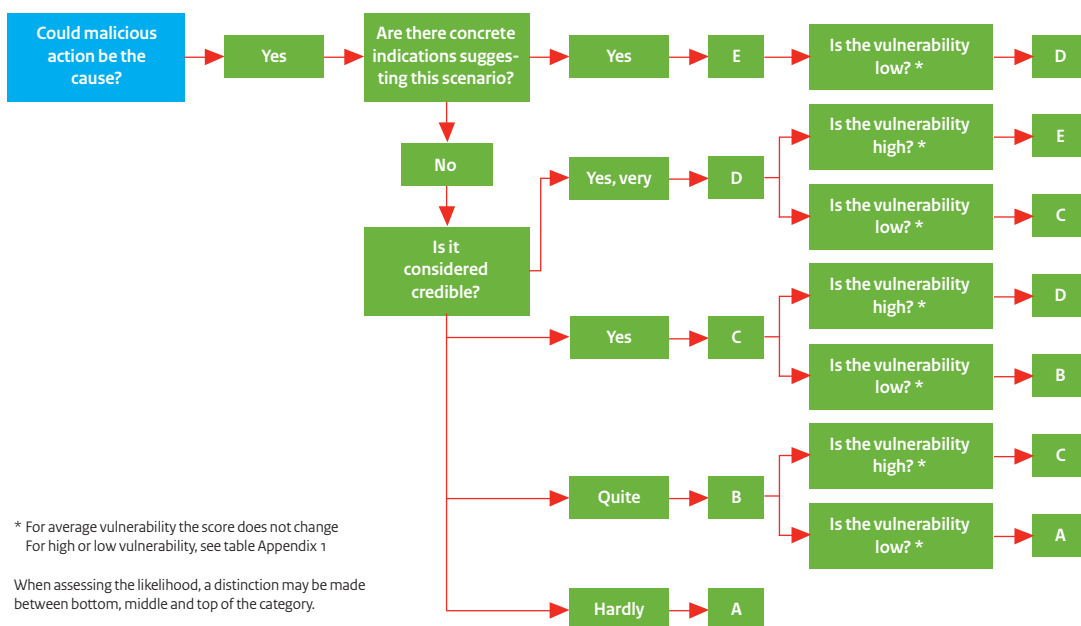 Could malicious
action be the
cause?
Yes
Are there concrete
indications sugges-
ting this scenario?
Yes
E
Is the vulnerability
low? *
D
No
Is it
considered
credible?
Yes, very
D
Is the vulnerability
high? *
E
Is the vulnerability
low? *
C
Yes
C
Is the vulnerability
high? *
D
Is the vulnerability
low? *
B
Quite
B
Is the vulnerability
high? *
C
Is the vulnerability
low? *
A
Hardly
A
* For average vulnerability the score does not change
For high or low vulnerability, see table Appendix 1
When assessing the likelihood, a distinction may be made
between bottom, middle and top of the category.